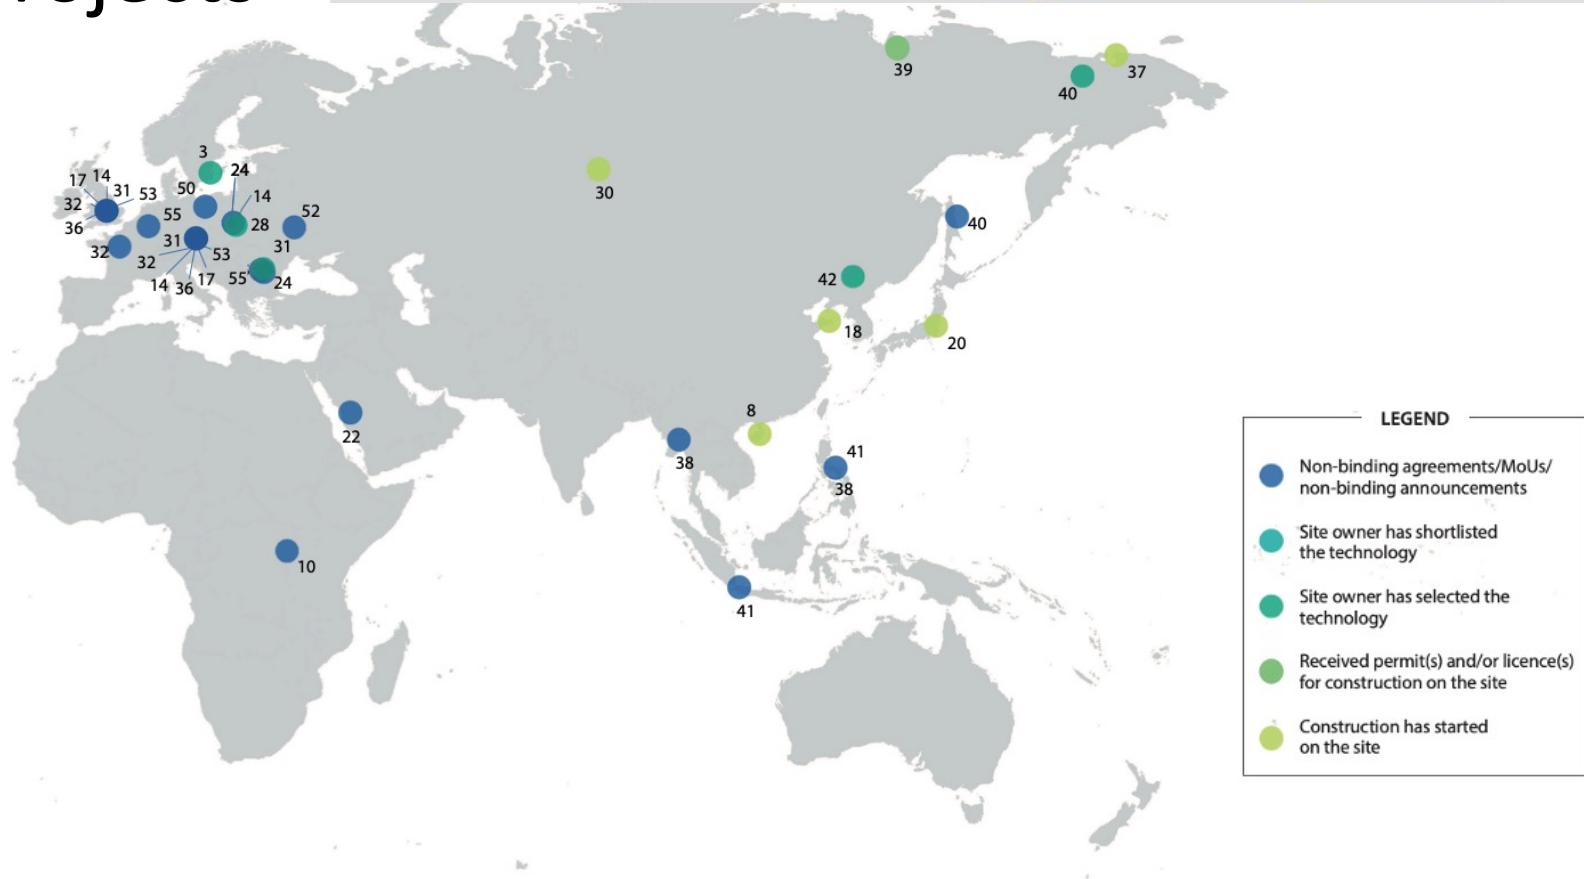 rojects
39
37
40
3
24
17 14
31 53
50
14
30
32
36
55
28
52
40
32
31
53
31
32
14 36 17
55
24
42
18
20
22
8
38
41
38
10
41
LEGEND
Non-binding agreements/MoUs/
non-binding announcements
Site owner has shortlisted
the technology
Site owner has selected the
technology
Received permit(s) and/or licence(s)
for construction on the site
Construction has started
on the site